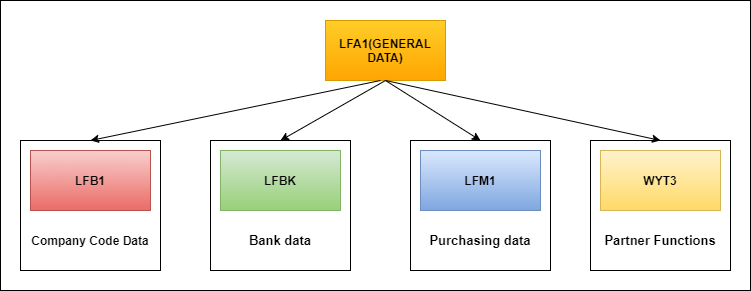 LFA1(GENERAL
DATA)
LFB1
LFBK
LFM1
WYT3
Company Code Data
Bank data
Purchasing data
Partner Functions